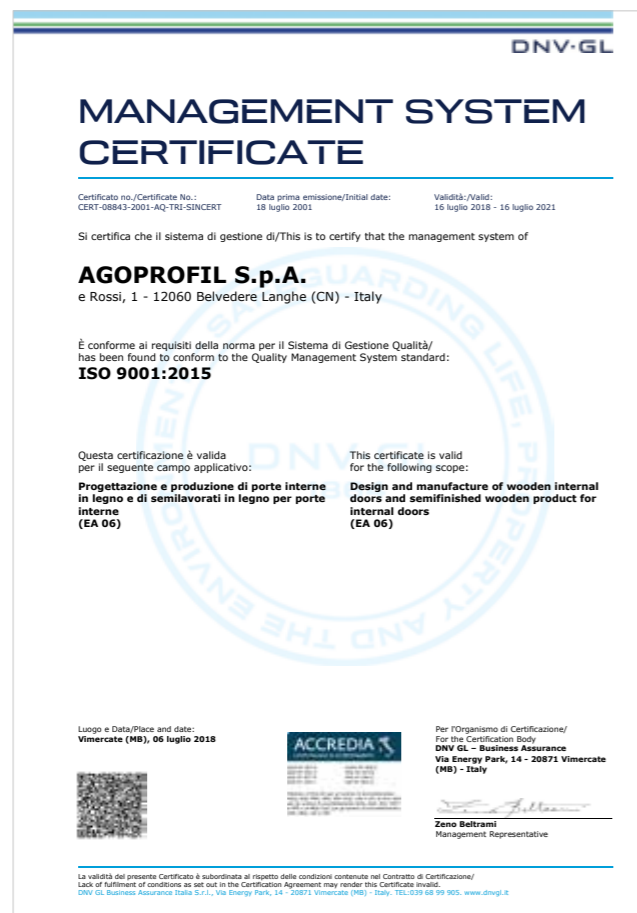 DNV·GL
MANAGEMENT SYSTEM
CERTIFICATE
Certificato no./Certificate No.:
CERT-08843-2001-AQ-TRI-SINCERT
Data prima emissione/Initial date:
18 luglio 2001
Validità:/Valid:
16 luglio 2018 - 16 luglio 2021
Si certifica che il sistema di gestione di/This is to certify that the management system of
AGOPROFIL S.p.A.
e Rossi, 1 - 12060 Belvedere Langhe (CN) - Italy
È conforme ai requisiti della norma per il Sistema di Gestione Qualità/
has been found to conform to the Quality Management System standard:
ISO 9001:2015
Questa certificazione è valida
per il seguente campo applicativo:
Progettazione e produzione di porte interne
in legno e di semilavorati in legno per porte
interne
(EA 06)
This certificate is valid
for the following scope:
Design and manufacture of wooden internal
doors and semifinished wooden product for
internal doors
(EA 06)
SAFEGUARDING LIFE, PROPERTY AND THE ENVIRONMENT
DNV·GL
Luogo e Data/Place and date:
Vimercate (MB), 06 luglio 2018
ACCREDIA
Per l'Organismo di Certificazione/
For the Certification Body
DNV GL – Business Assurance
Via Energy Park, 14 - 20871 Vimercate
(MB) - Italy
Zeno Beltrami
Management Representative
La validità del presente Certificato è subordinata al rispetto delle condizioni contenute nel Contratto di Certificazione/
Lack of fulfilment of conditions as set out in the Certification Agreement may render this Certificate invalid.
DNV GL Business Assurance Italia S.r.l., Via Energy Park, 14 - 20871 Vimercate (MB) - Italy. TEL:039 68 99 905. www.dnvgl.it